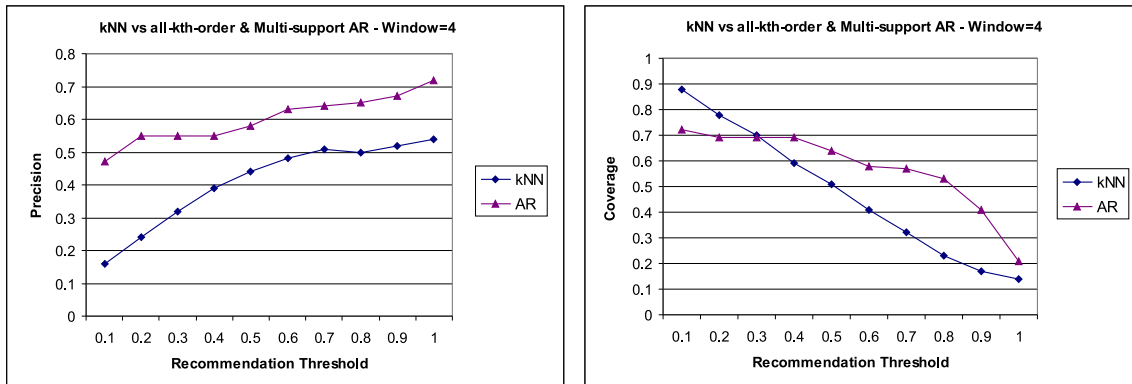 kNN vs all-kth-order & Multi-support AR - Window=4
0.8
0.7
0.6
0.5
0.4
0.3
0.2
0.1
0
Precision
0.1 0.2 0.3 0.4 0.5 0.6 0.7 0.8 0.9 1
Recommendation Threshold
kNN
AR
kNN vs all-kth-order & Multi-support AR - Window=4
1
0.9
0.8
0.7
0.6
0.5
0.4
0.3
0.2
0.1
0
Coverage
0.1 0.2 0.3 0.4 0.5 0.6 0.7 0.8 0.9 1
Recommendation Threshold
kNN
AR